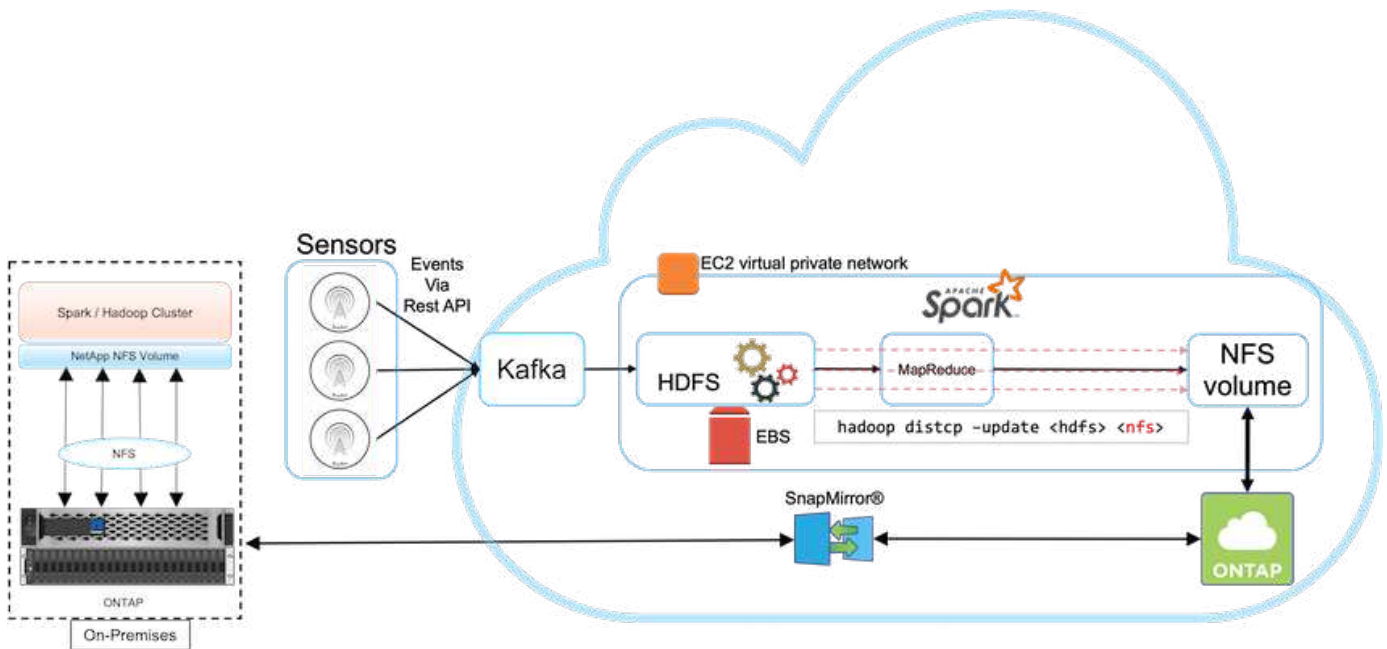 Spark / Hadoop Cluster
NetApp NFS Volume
NFS
ONTAP
On-Premises
Sensors
Events
Via
Rest API
Kafka
EC2 virtual private network
APACHE
Spark
HDFS
EBS
MapReduce
hadoop distcp -update <hdfs> <nfs>
NFS
volume
SnapMirror®
ONTAP